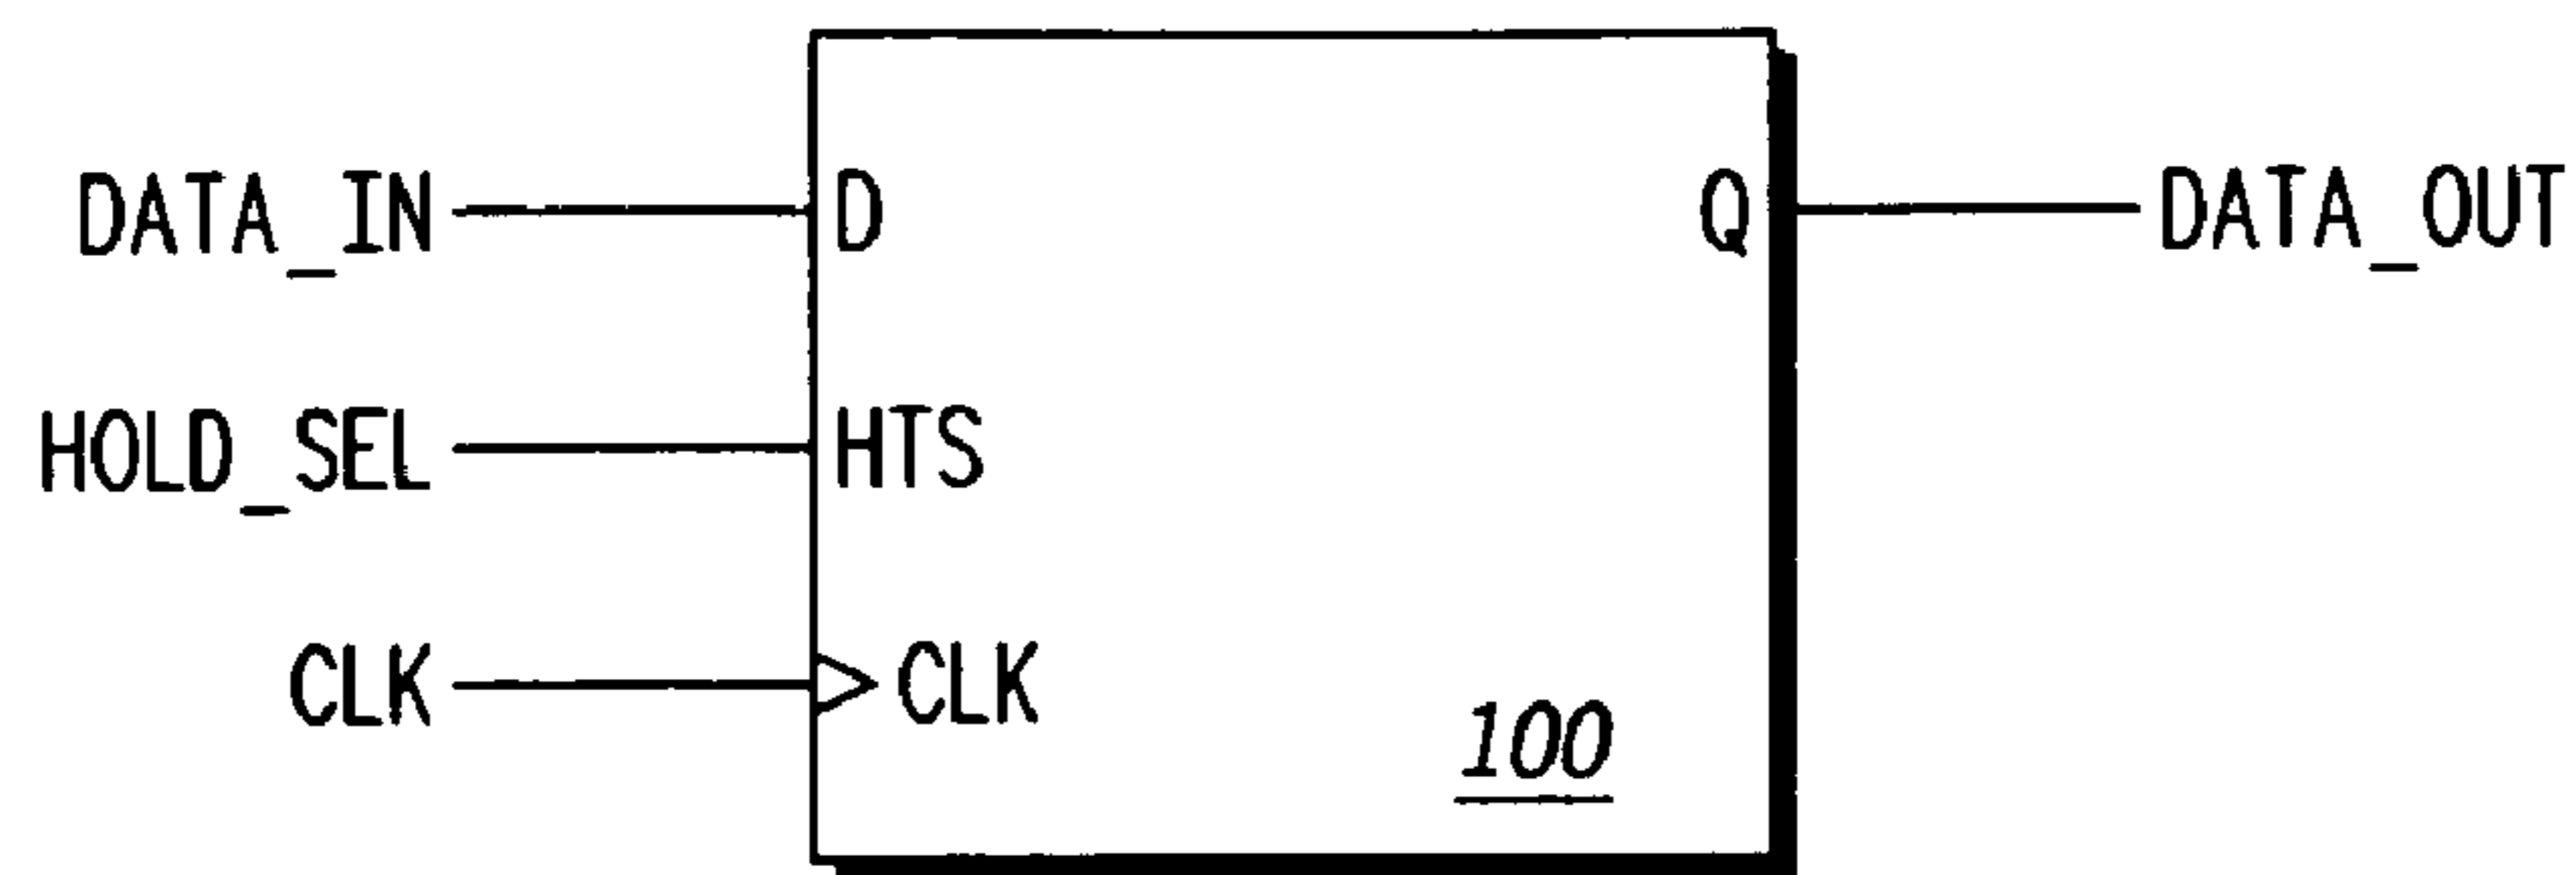 DATA_IN D Q DATA_OUT
HOLD_SEL HTS
CLK CLK
100